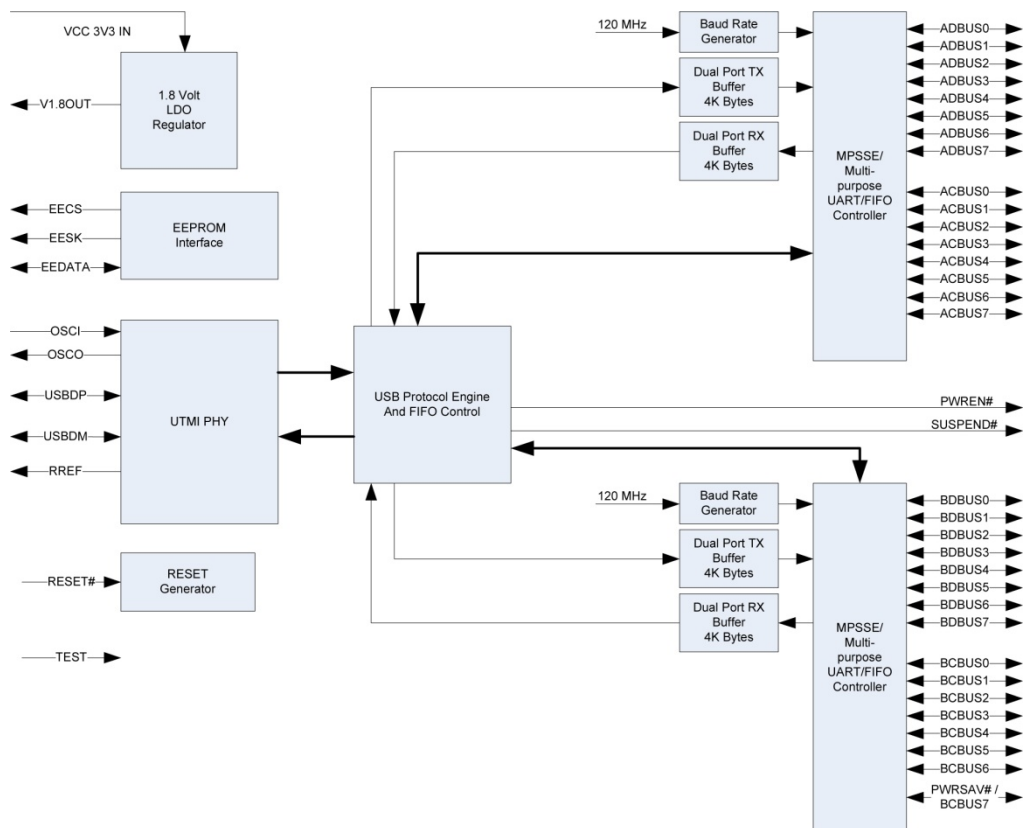 VCC 3V3 IN
V1.8OUT
1.8 Volt
LDO
Regulator
EECS
EESK
EEDATA
EEPROM
Interface
OSCI
OSCO
USBDP
USBDM
RREF
UTMI PHY
RESET#
RESET
Generator
TEST
USB Protocol Engine
And FIFO Control
120 MHz
Baud Rate
Generator
Dual Port TX
Buffer
4K Bytes
Dual Port RX
Buffer
4K Bytes
MPSSE/
Multi-
purpose
UART/FIFO
Controller
ADBUS0
ADBUS1
ADBUS2
ADBUS3
ADBUS4
ADBUS5
ADBUS6
ADBUS7
ACBUS0
ACBUS1
ACBUS2
ACBUS3
ACBUS4
ACBUS5
ACBUS6
ACBUS7
PWREN#
SUSPEND#
120 MHz
Baud Rate
Generator
Dual Port TX
Buffer
4K Bytes
Dual Port RX
Buffer
4K Bytes
MPSSE/
Multi-
purpose
UART/FIFO
Controller
BDBUS0
BDBUS1
BDBUS2
BDBUS3
BDBUS4
BDBUS5
BDBUS6
BDBUS7
BCBUS0
BCBUS1
BCBUS2
BCBUS3
BCBUS4
BCBUS5
BCBUS6
PWRSAV# /
BCBUS7